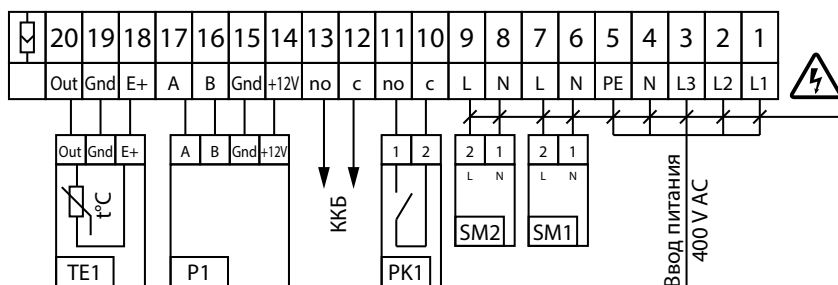 20 19 18 17 16 15 14 13 12 11 10 9 8 7 6 5 4 3 2 1
Out Gnd E+ A B Gnd +12V no c no c L N L N PE N L3 L2 L1
Out Gnd E+ A B Gnd +12V 1 2 2 1 2 1
L N L N
t°C
ККБ
SM2 SM1
TE1 P1 PK1
Ввод питания
400 V AC